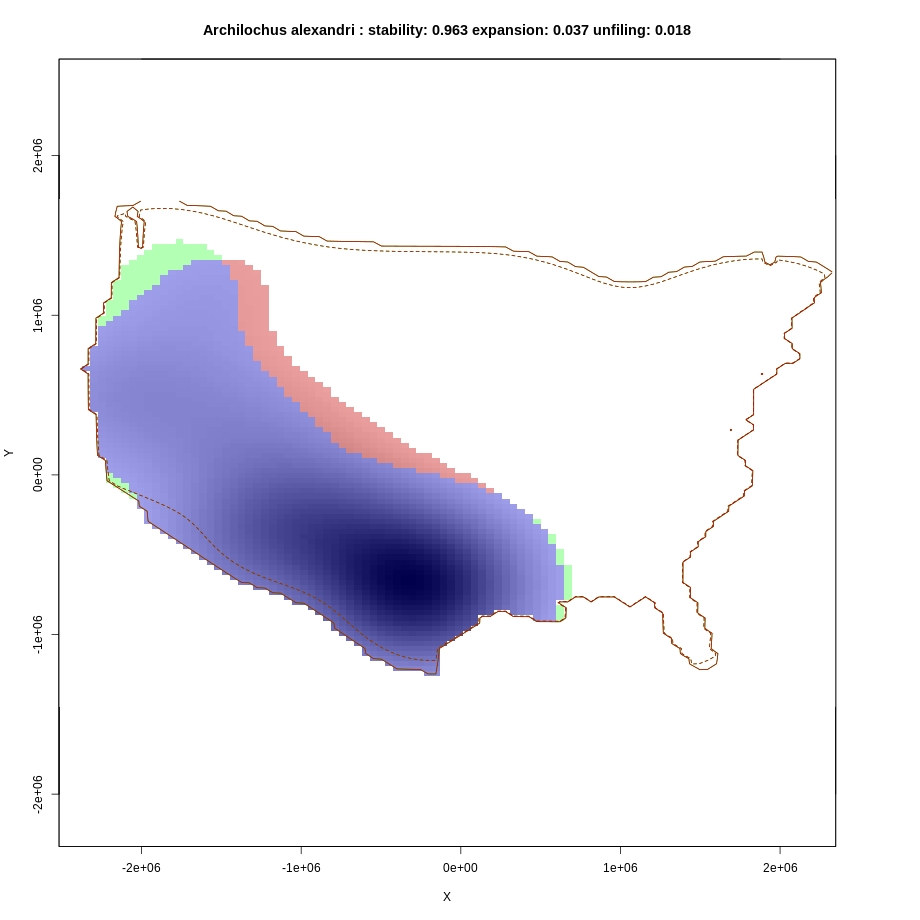 Archilochus alexandri : stability: 0.963 expansion: 0.037 unfiling: 0.018
2e+06
1e+06
0e+00
-1e+06
-2e+06
Y
-2e+06 -1e+06 0e+00 1e+06 2e+06
X